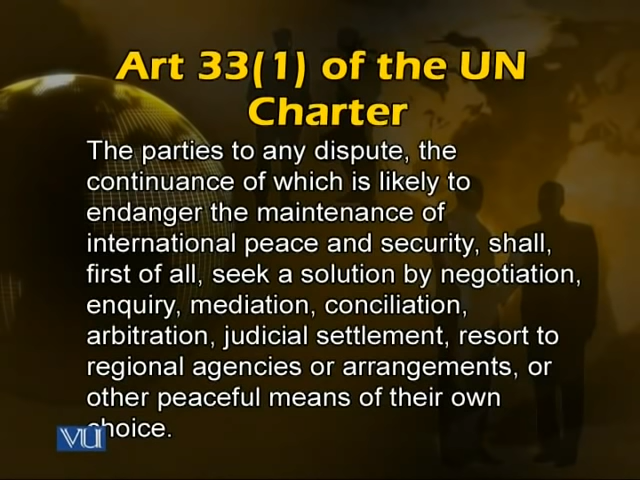 Art 33(1) of the UN
Charter
The parties to any dispute, the
continuance of which is likely to
endanger the maintenance of
international peace and security, shall,
first of all, seek a solution by negotiation,
enquiry, mediation, conciliation,
arbitration, judicial settlement, resort to
regional agencies or arrangements, or
other peaceful means of their own
choice.
VU